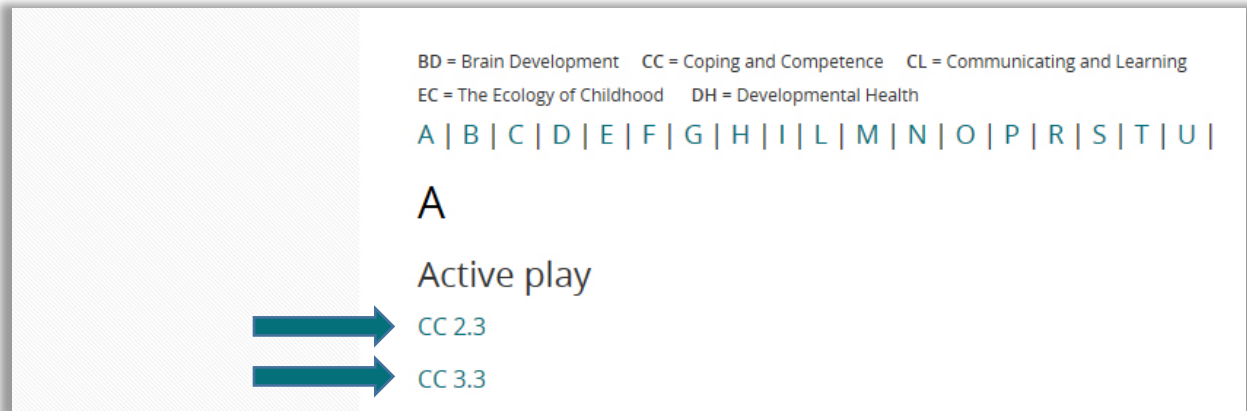 BD = Brain Development CC = Coping and Competence CL = Communicating and Learning
EC = The Ecology of Childhood DH = Developmental Health
A | B | C | D | E | F | G | H | I | L | M | N | O | P | R | S | T | U |
A
Active play
CC 2.3
CC 3.3